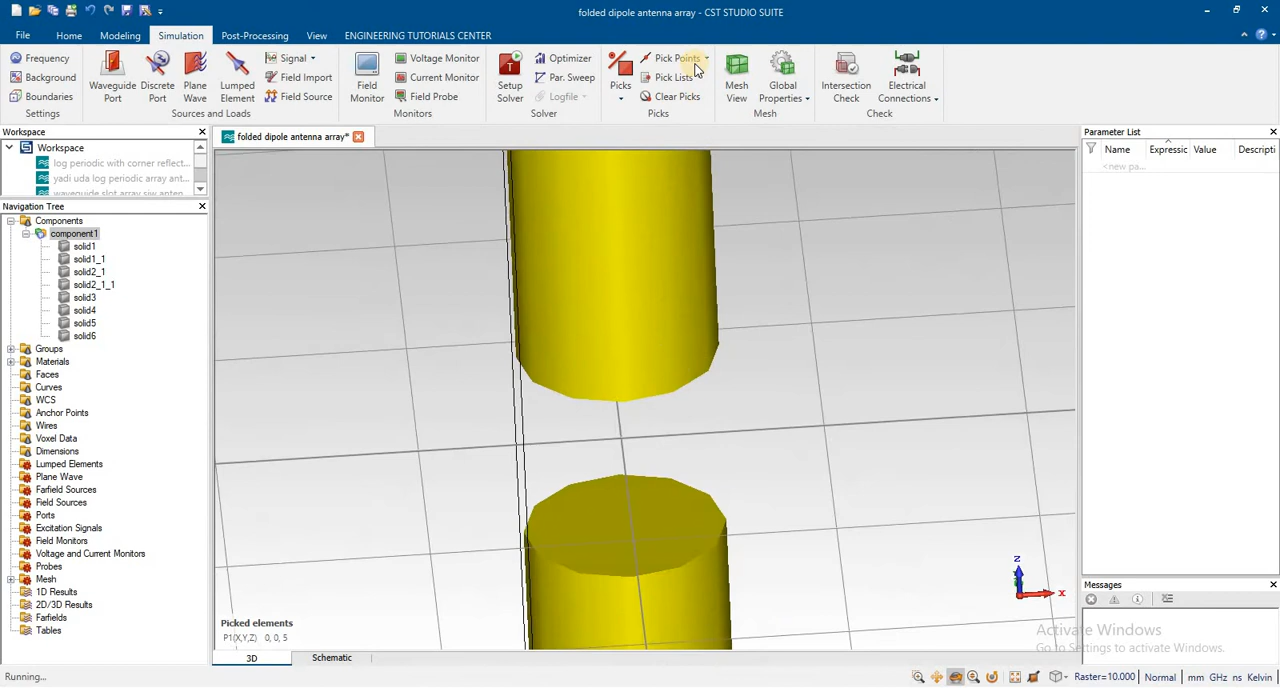 folded dipole antenna array - CST STUDIO SUITE
File Home Modeling Simulation Post-Processing View ENGINEERING TUTORIALS CENTER
Frequency
Background
Boundaries
Settings
Waveguide Port
Discrete Port
Plane Wave
Lumped Element
Signal
Field Import
Field Source
Sources and Loads
Field Monitor
Voltage Monitor
Current Monitor
Field Probe
Monitors
Setup Solver
Optimizer
Par. Sweep
Logfile
Solver
Picks
Pick Points
Pick Lists
Clear Picks
Picks
Mesh View
Global Properties
Mesh
Intersection Check
Electrical Connections
Check
Workspace
Workspace
log periodic with corner reflect...
yadi uda log periodic array ant...
waveguide slot array siw anten...
Navigation Tree
Components
component1
solid1
solid1_1
solid2_1
solid2_1_1
solid3
solid4
solid5
solid6
Groups
Materials
Faces
Curves
WCS
Anchor Points
Wires
Voxel Data
Dimensions
Lumped Elements
Plane Wave
Farfield Sources
Field Sources
Ports
Excitation Signals
Field Monitors
Voltage and Current Monitors
Probes
Mesh
1D Results
2D/3D Results
Farfields
Tables
folded dipole antenna array*
Picked elements
P1(X,Y,Z) 0, 0, 5
z
x
3D Schematic
Parameter List
Name Expressic Value Descripti
<new pa...
Messages
Activate Windows
Go to Settings to activate Windows.
Running...
Raster=10.000 Normal mm GHz ns Kelvin